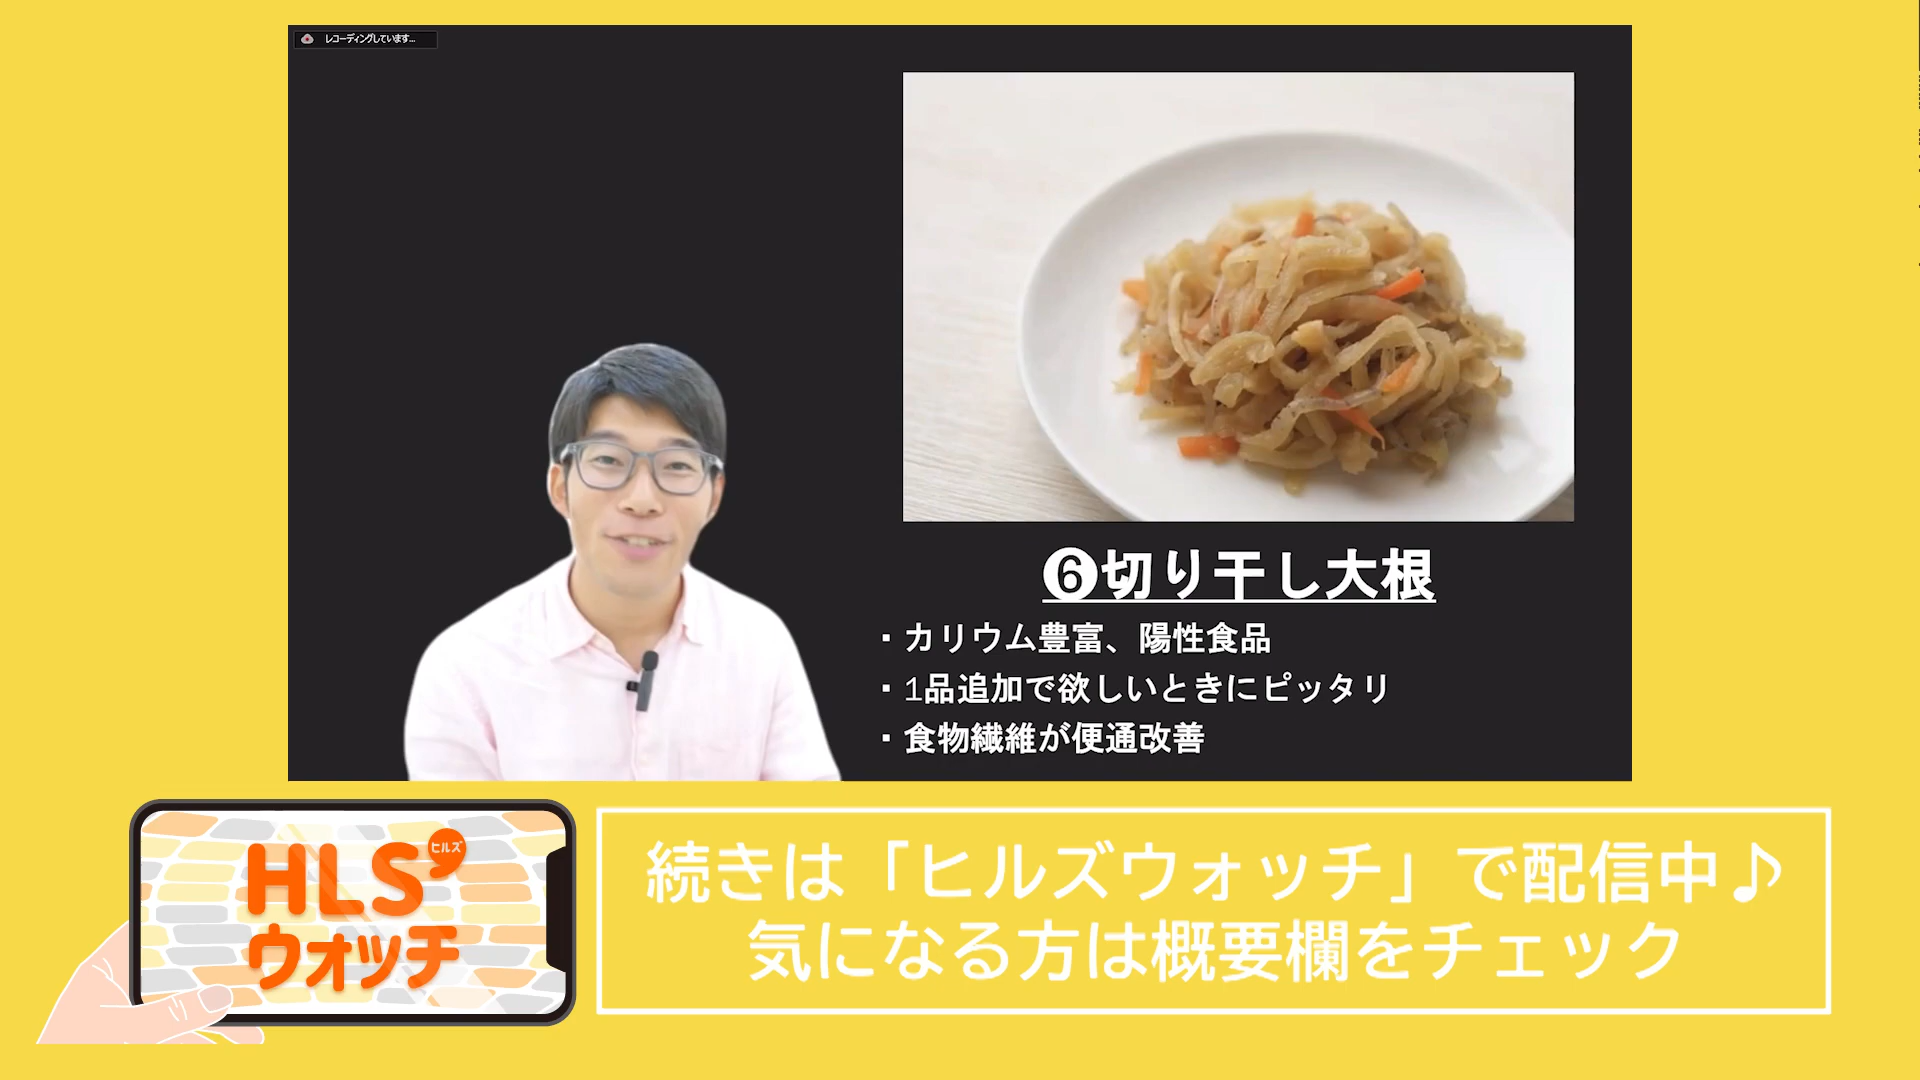 レコーディングしています...
❻切り干し大根
・カリウム豊富、陽性食品
・1品追加で欲しいときにピッタリ
・食物繊維が便通改善
HLS ヒルズ
ウォッチ
続きは「ヒルズウォッチ」で配信中♪
気になる方は概要欄をチェック